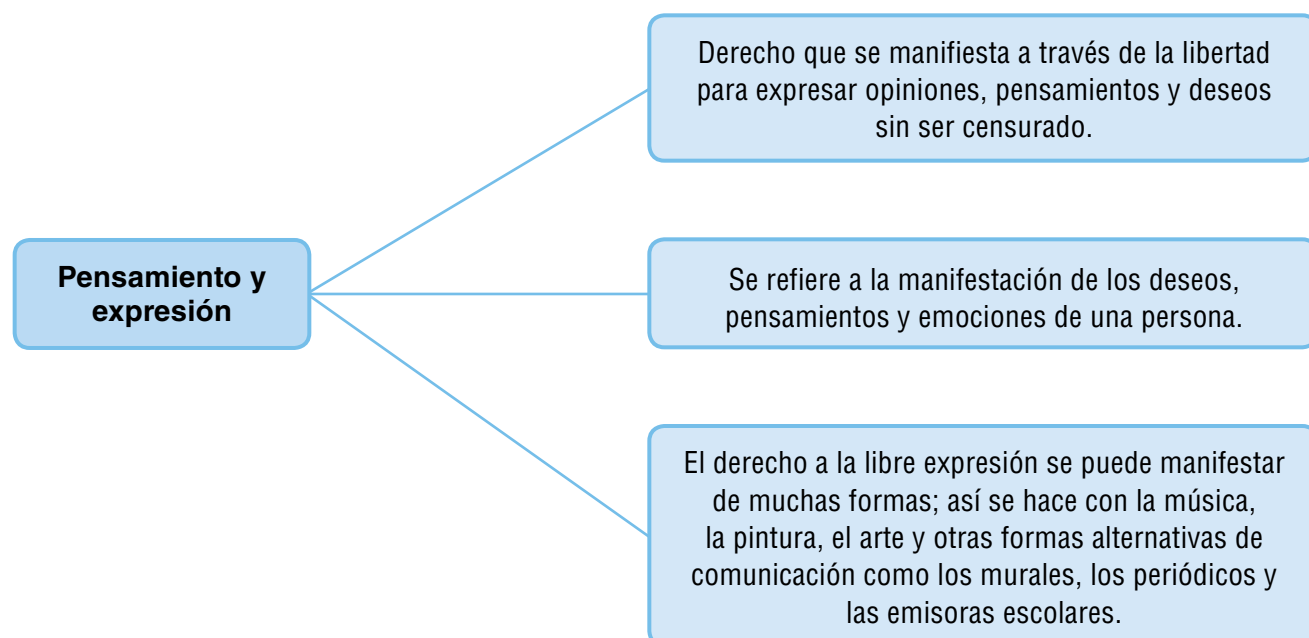 Derecho que se manifiesta a través de la libertad
para expresar opiniones, pensamientos y deseos
sin ser censurado.
Pensamiento y
expresión
Se refiere a la manifestación de los deseos,
pensamientos y emociones de una persona.
El derecho a la libre expresión se puede manifestar
de muchas formas; así se hace con la música,
la pintura, el arte y otras formas alternativas de
comunicación como los murales, los periódicos y
las emisoras escolares.